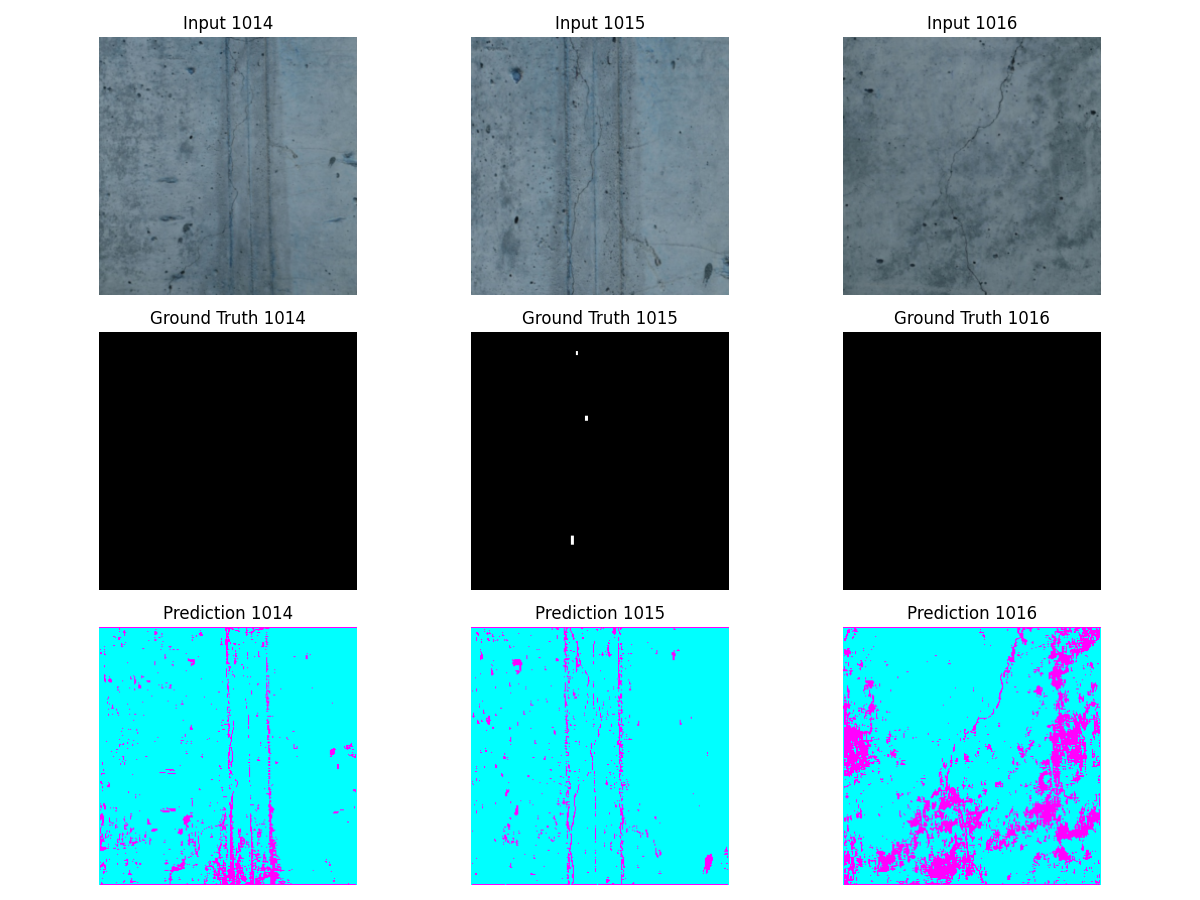 Input 1014
Input 1015
Input 1016
Ground Truth 1014
Ground Truth 1015
Ground Truth 1016
Prediction 1014
Prediction 1015
Prediction 1016